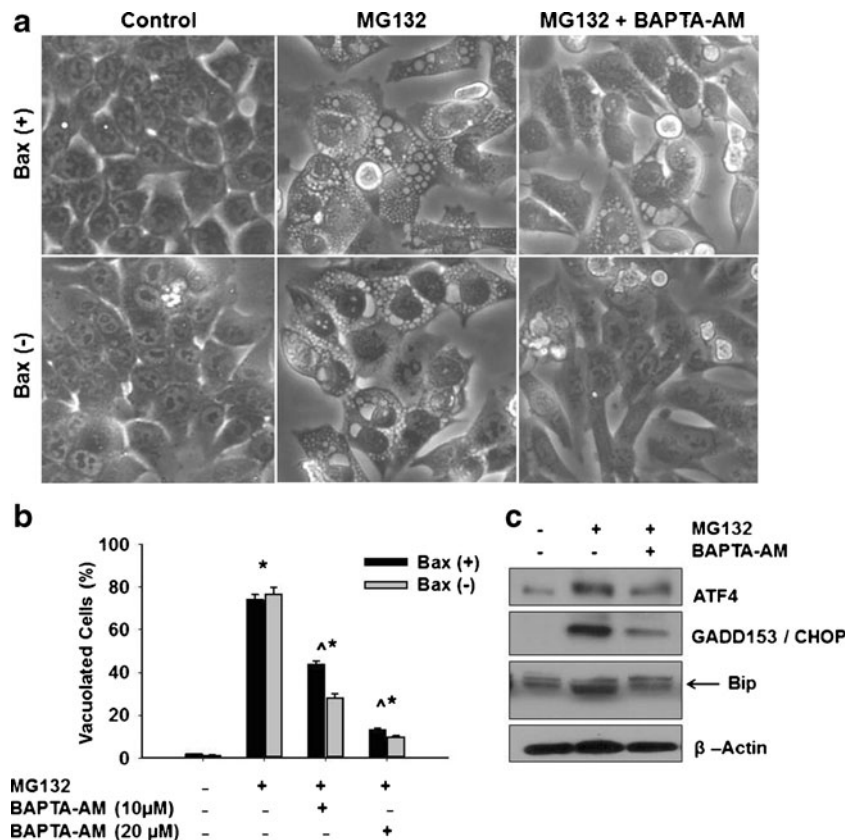 a
Control MG132 MG132 + BAPTA-AM
Bax (+)
Bax (-)
b
Vacuolated Cells (%)
100
80
60
40
20
0
Bax (+)
Bax (-)
*
^*
^*
MG132 - + + +
BAPTA-AM (10µM) - - + -
BAPTA-AM (20 µM) - - - +
c
- + + MG132
- - + BAPTA-AM
ATF4
GADD153 / CHOP
← Bip
β –Actin